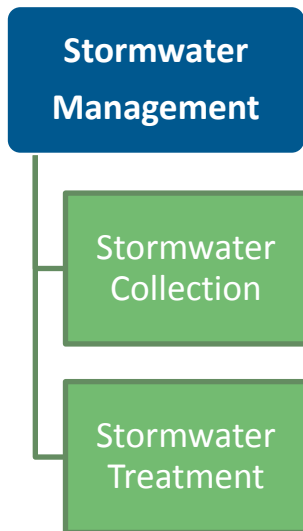 Stormwater
Management
Stormwater
Collection
Stormwater
Treatment